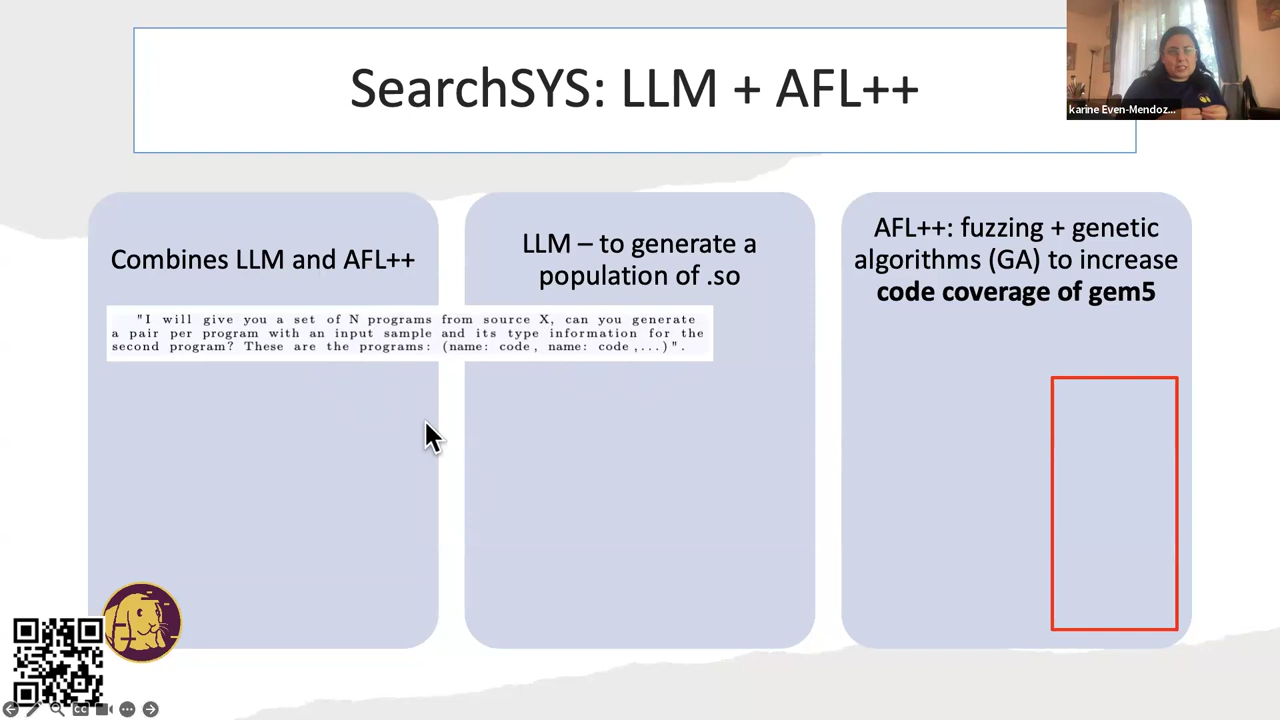 SearchSYS: LLM + AFL++
karine Even-Mendoz...
Combines LLM and AFL++
LLM – to generate a
population of .so
AFL++: fuzzing + genetic
algorithms (GA) to increase
code coverage of gem5
"I will give you a set of N programs from source X, can you generate
a pair per program with an input sample and its type information for the
second program? These are the programs: (name: code, name: code,...)".
CC